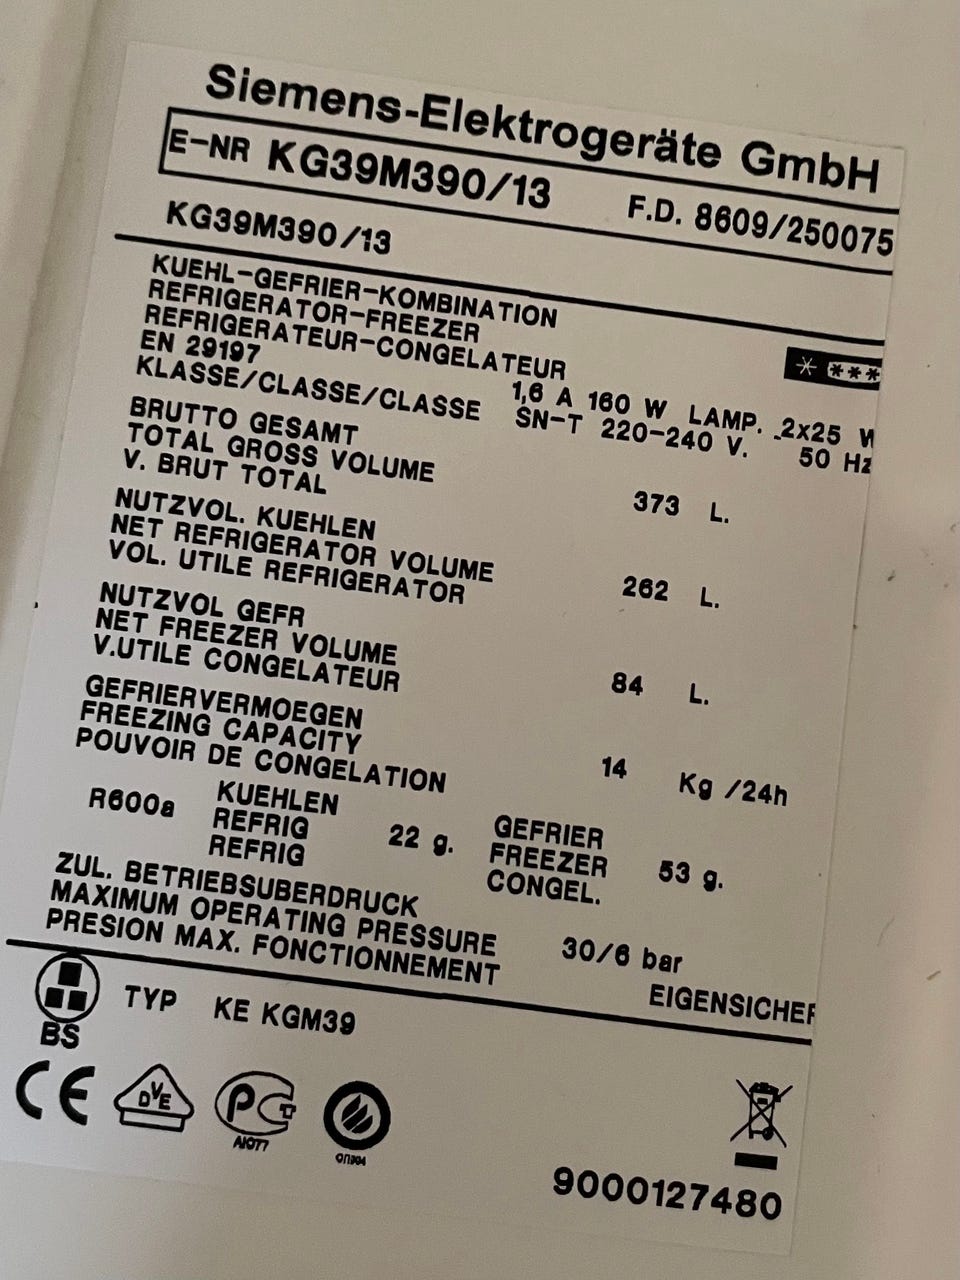 Siemens-Elektrogeräte GmbH
E-NR KG39M390/13 F.D. 8609/250075
KG39M390/13
KUEHL-GEFRIER-KOMBINATION
REFRIGERATOR-FREEZER
REFRIGERATEUR-CONGELATEUR
EN 29197 1,6 A 160 W LAMP. 2x25 W
KLASSE/CLASSE/CLASSE SN-T 220-240 V. 50 Hz
BRUTTO GESAMT
TOTAL GROSS VOLUME 373 L.
V. BRUT TOTAL
NUTZVOL. KUEHLEN
NET REFRIGERATOR VOLUME 262 L.
VOL. UTILE REFRIGERATOR
NUTZVOL GEFR
NET FREEZER VOLUME 84 L.
V.UTILE CONGELATEUR
GEFRIERVERMOEGEN
FREEZING CAPACITY 14 Kg /24h
POUVOIR DE CONGELATION
R600a KUEHLEN 22 g. GEFRIER 53 g.
REFRIG FREEZER
REFRIG CONGEL.
ZUL. BETRIEBSUBERDRUCK
MAXIMUM OPERATING PRESSURE 30/6 bar
PRESION MAX. FONCTIONNEMENT EIGENSICHER
TYP KE KGM39
BS
CE DVE PCT
АЮ77 ОП304
9000127480